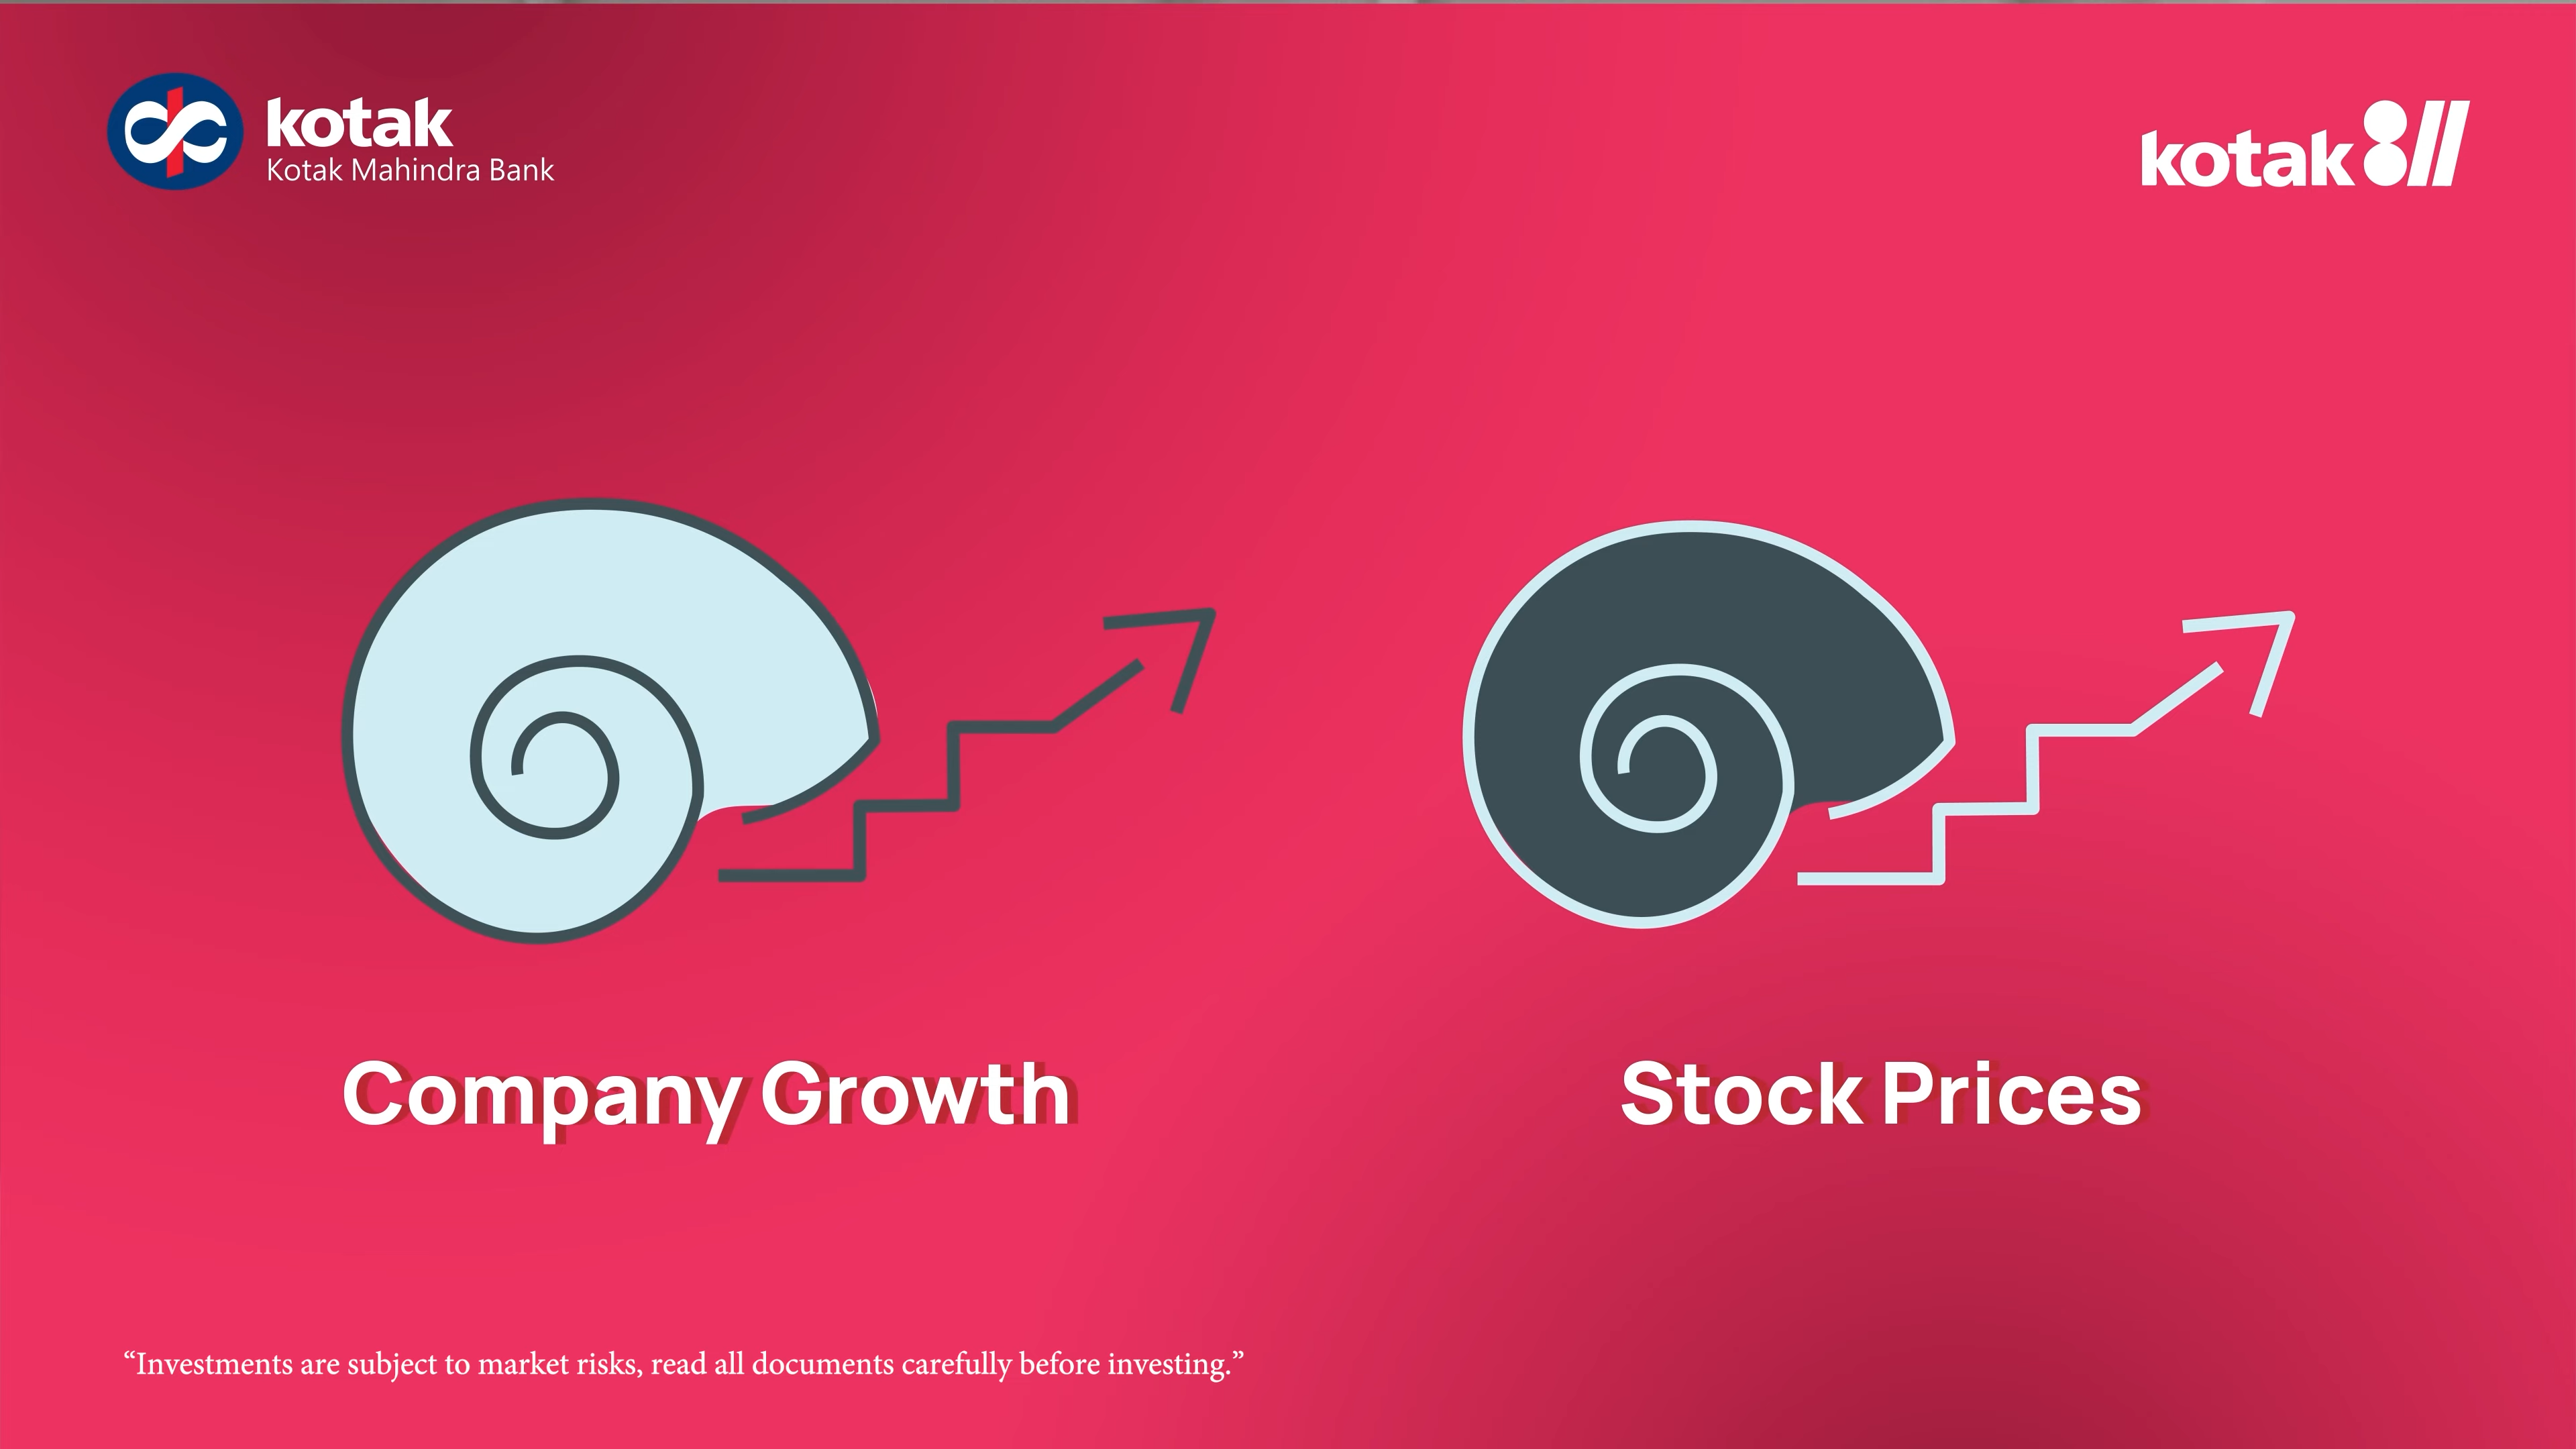 kotak
Kotak Mahindra Bank
kotak811
Company Growth
Stock Prices
“Investments are subject to market risks, read all documents carefully before investing.”